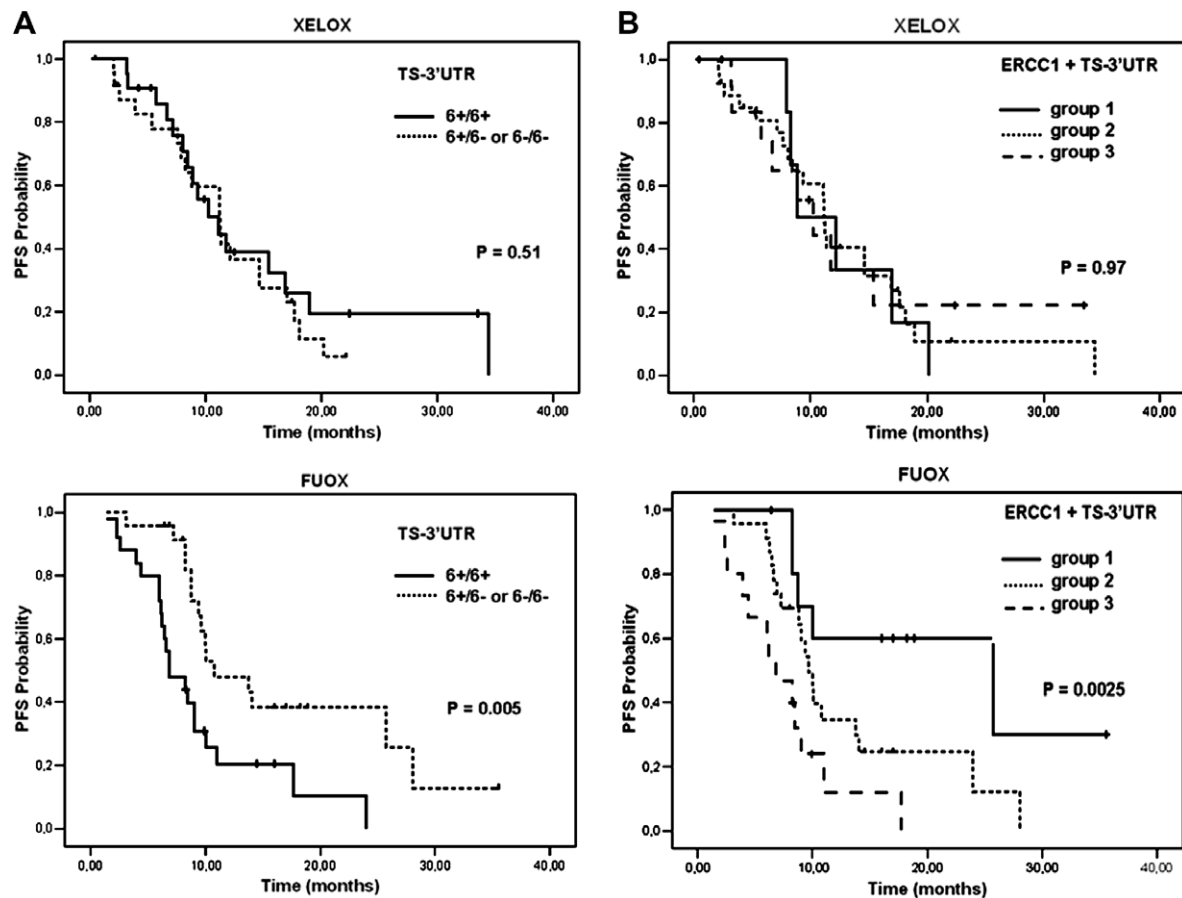 A
XELOX
TS-3'UTR
6+/6+
6+/6- or 6-/6-
P = 0.51
PFS Probability
1,0
0,8
0,6
0,4
0,2
0,0
0,00 10,00 20,00 30,00 40,00
Time (months)
B
XELOX
ERCC1 + TS-3'UTR
group 1
group 2
group 3
P = 0.97
PFS Probability
1,0
0,8
0,6
0,4
0,2
0,0
0,00 10,00 20,00 30,00 40,00
Time (months)
FUOX
TS-3'UTR
6+/6+
6+/6- or 6-/6-
P = 0.005
PFS Probability
1,0
0,8
0,6
0,4
0,2
0,0
0,00 10,00 20,00 30,00 40,00
Time (months)
FUOX
ERCC1 + TS-3'UTR
group 1
group 2
group 3
P = 0.0025
PFS Probability
1,0
0,8
0,6
0,4
0,2
0,0
0,00 10,00 20,00 30,00 40,00
Time (months)